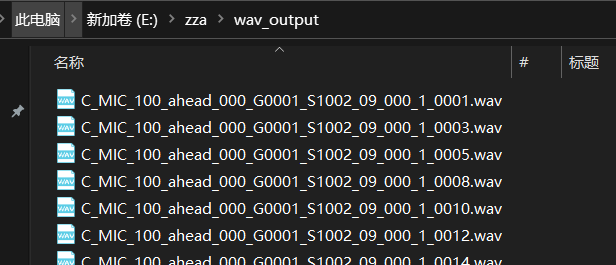 此电脑 > 新加卷 (E:) > zza > wav_output
名称 # 标题
C_MIC_100_ahead_000_G0001_S1002_09_000_1_0001.wav
C_MIC_100_ahead_000_G0001_S1002_09_000_1_0003.wav
C_MIC_100_ahead_000_G0001_S1002_09_000_1_0005.wav
C_MIC_100_ahead_000_G0001_S1002_09_000_1_0008.wav
C_MIC_100_ahead_000_G0001_S1002_09_000_1_0010.wav
C_MIC_100_ahead_000_G0001_S1002_09_000_1_0012.wav
C_MIC_100_ahead_000_G0001_S1002_09_000_1_0014.wav